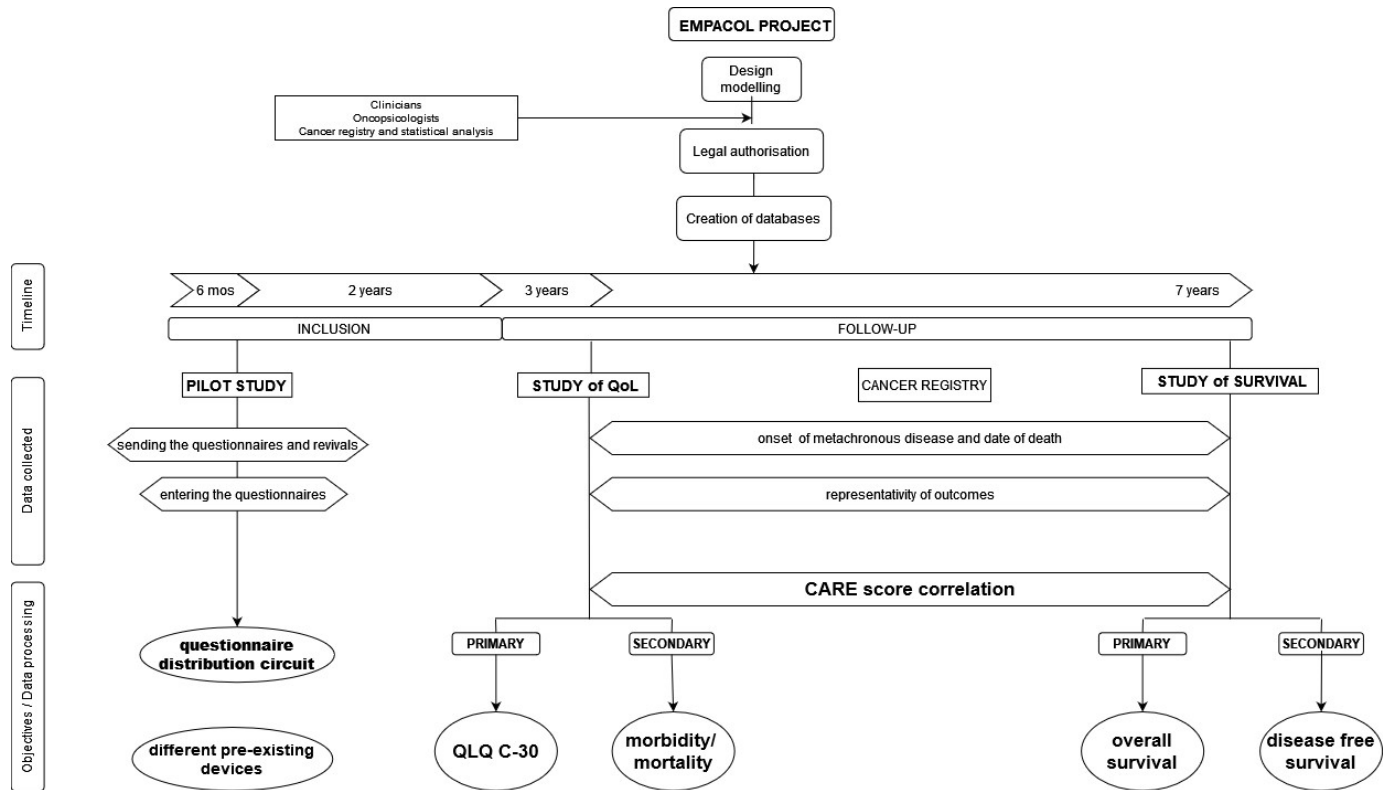 EMPACOL PROJECT
Design
modelling
Clinicians
Oncopsicologists
Cancer registry and statistical analysis
Legal authorisation
Creation of databases
Timeline
6 mos
2 years
3 years
7 years
INCLUSION
FOLLOW-UP
Data collected
PILOT STUDY
STUDY of QoL
CANCER REGISTRY
STUDY of SURVIVAL
sending the questionnaires and revivals
onset of metachronous disease and date of death
entering the questionnaires
representativity of outcomes
Objectives / Data processing
CARE score correlation
questionnaire
distribution circuit
PRIMARY
SECONDARY
PRIMARY
SECONDARY
different pre-existing
devices
QLQ C-30
morbidity/
mortality
overall
survival
disease free
survival